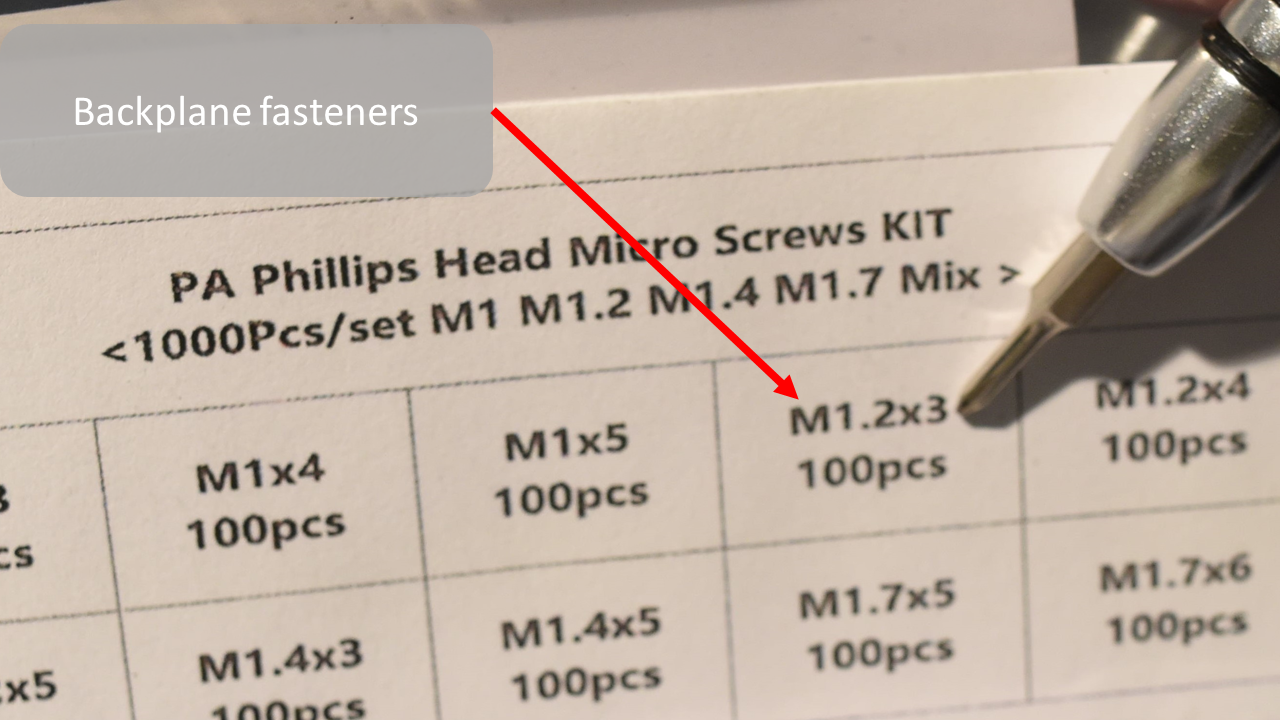 Backplane fasteners
PA Phillips Head Micro Screws KIT
<1000Pcs/set M1 M1.2 M1.4 M1.7 Mix >
M1x4
100pcs
M1x5
100pcs
M1.2x3
100pcs
M1.2x4
100pcs
M1.4x3
100pcs
M1.4x5
100pcs
M1.7x5
100pcs
M1.7x6
100pcs